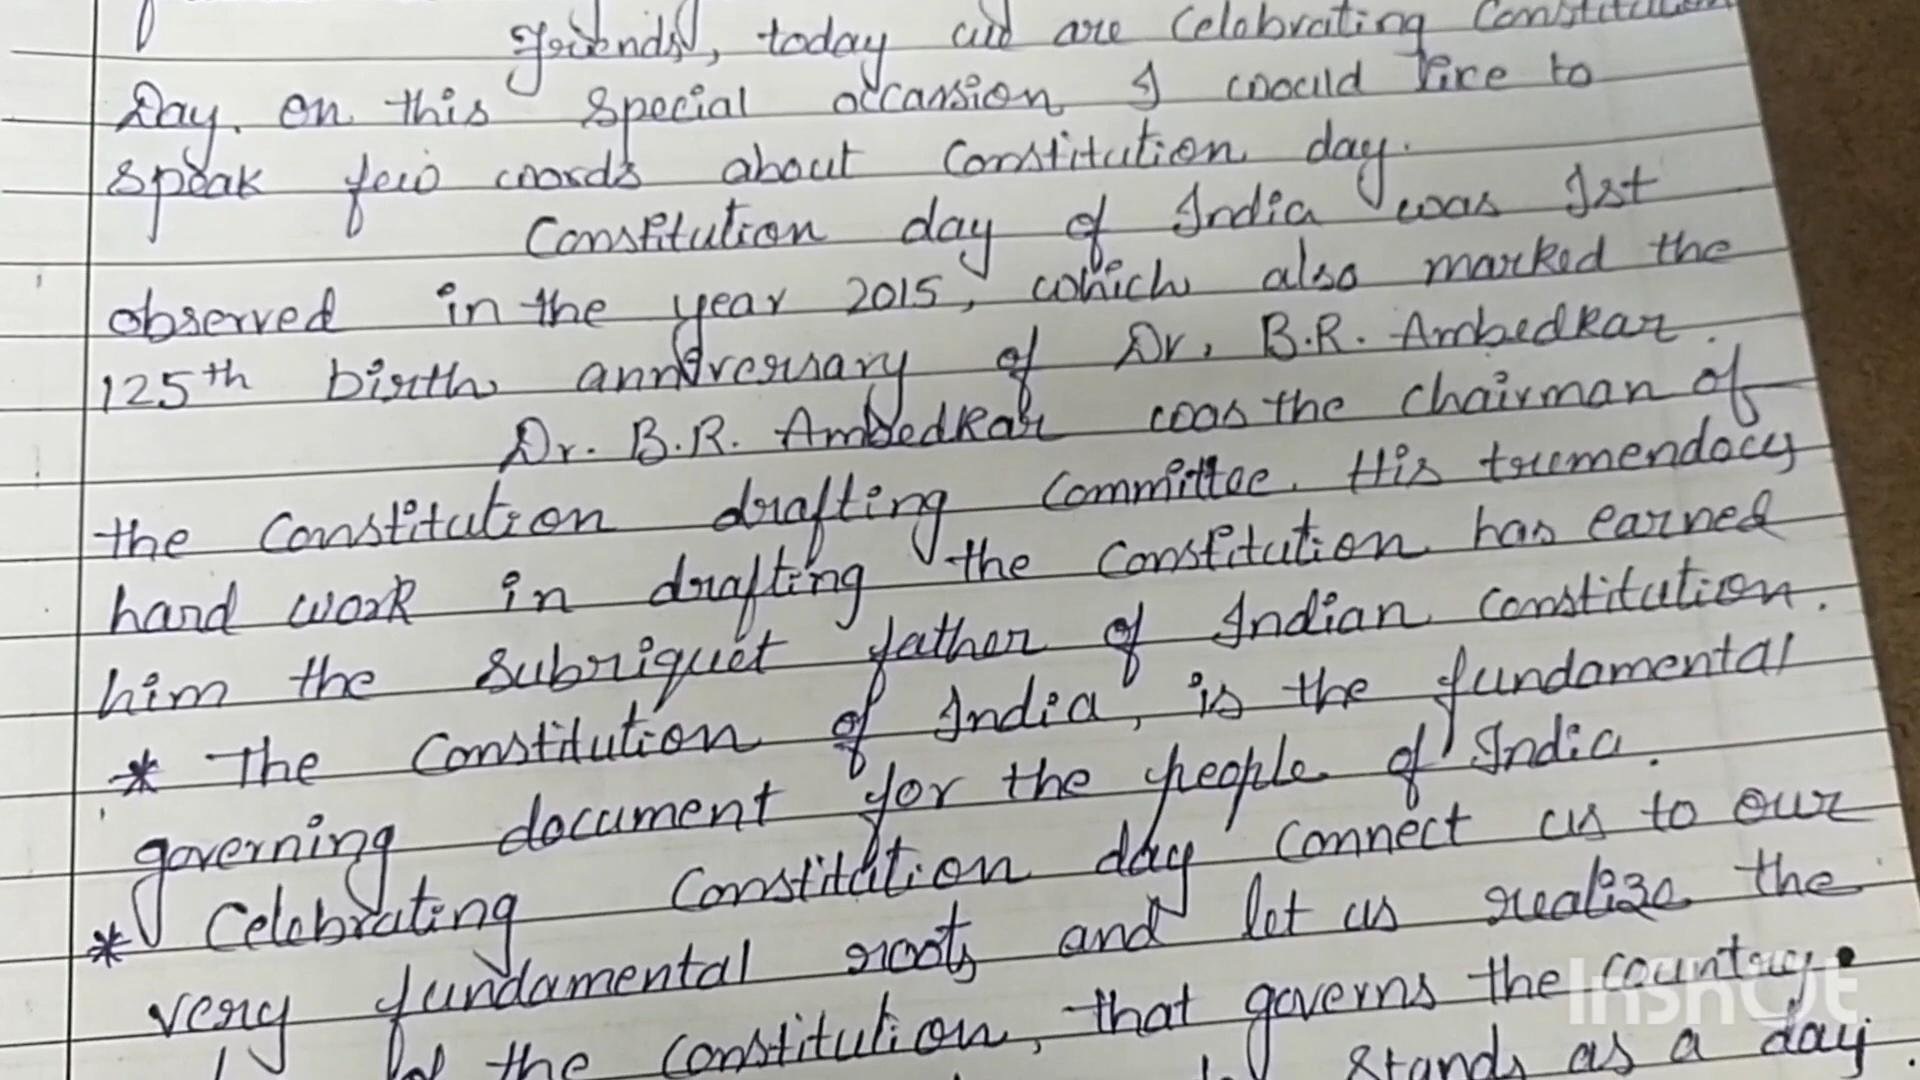 friends, today we are Celebrating Constitution
Day. on this special occassion I would like to
speak few words about Constitution day.
Constitution day of India was 1st
observed in the year 2015, which also marked the
125th birth anniversary of Dr. B.R. Ambedkar.
Dr. B.R. Ambedkar was the chairman of
the Constitution drafting Committee. His tremendous
hard work in drafting the Constitution has earned
him the subriquet father of Indian constitution.
* The Constitution of India, is the fundamental
governing document for the people of India.
* Celebrating Constitution day connect us to our
very fundamental roots and let us realize the
of the Constitution, that governs the country.
stands as a day
InShOt